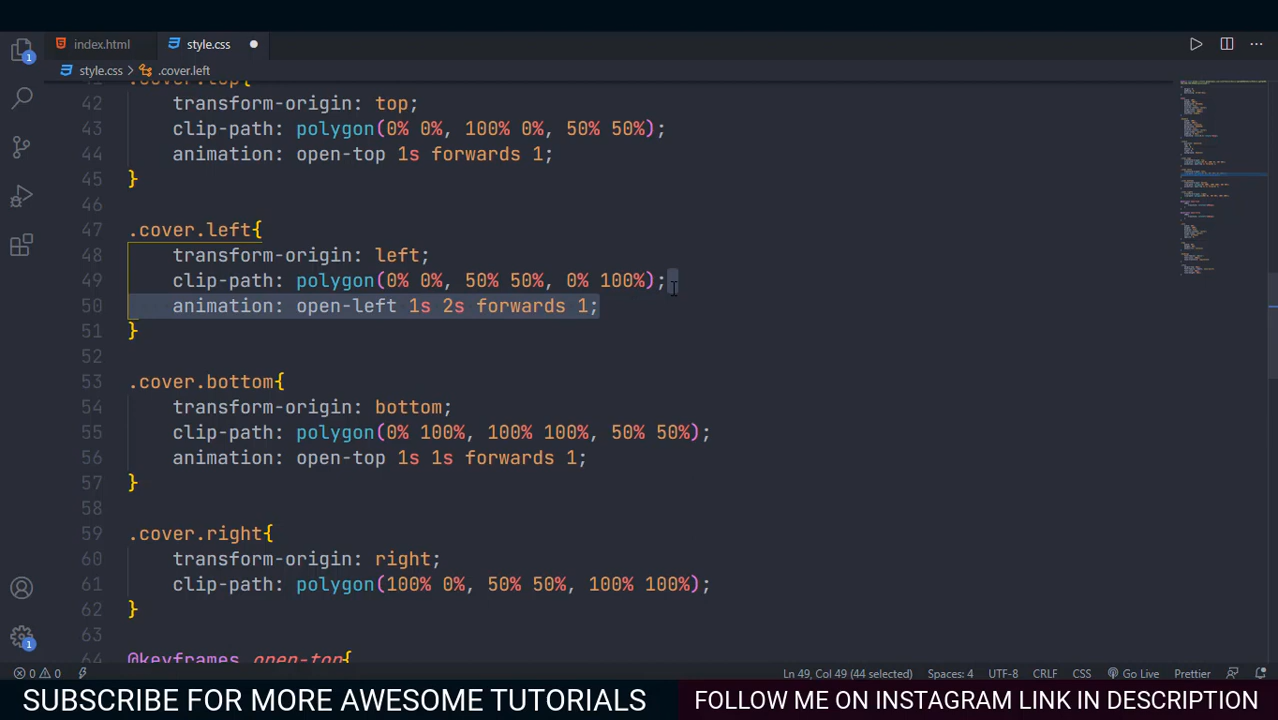 index.html
style.css
style.css > .cover.left
.cover.top{
42 transform-origin: top;
43 clip-path: polygon(0% 0%, 100% 0%, 50% 50%);
44 animation: open-top 1s forwards 1;
45 }
46
47 .cover.left{
48 transform-origin: left;
49 clip-path: polygon(0% 0%, 50% 50%, 0% 100%);
50 animation: open-left 1s 2s forwards 1;
51 }
52
53 .cover.bottom{
54 transform-origin: bottom;
55 clip-path: polygon(0% 100%, 100% 100%, 50% 50%);
56 animation: open-top 1s 1s forwards 1;
57 }
58
59 .cover.right{
60 transform-origin: right;
61 clip-path: polygon(100% 0%, 50% 50%, 100% 100%);
62 }
63
64 @keyframes open-top{
1
1
0 0 Ln 49, Col 49 (44 selected) Spaces: 4 UTF-8 CRLF CSS Go Live Prettier
SUBSCRIBE FOR MORE AWESOME TUTORIALS
FOLLOW ME ON INSTAGRAM LINK IN DESCRIPTION